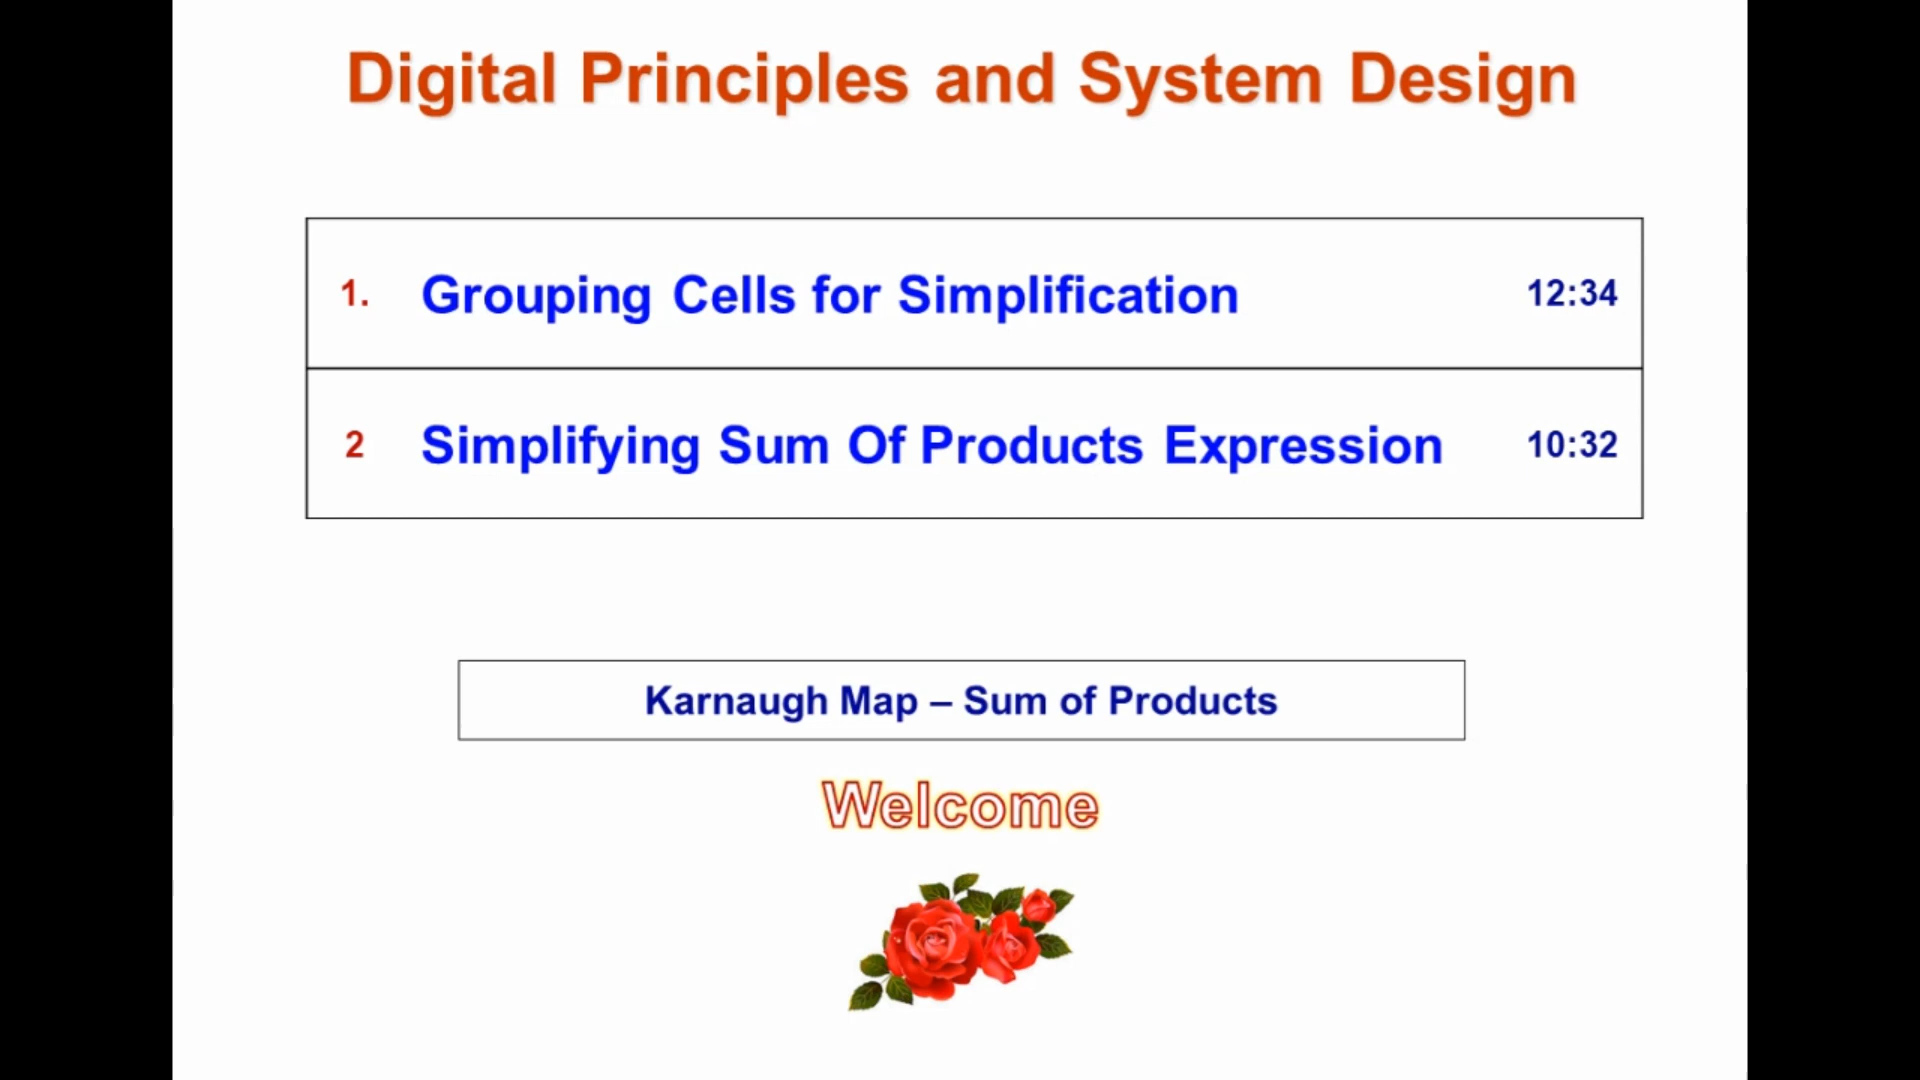 Digital Principles and System Design
1. Grouping Cells for Simplification 12:34
2 Simplifying Sum Of Products Expression 10:32
Karnaugh Map – Sum of Products
Welcome